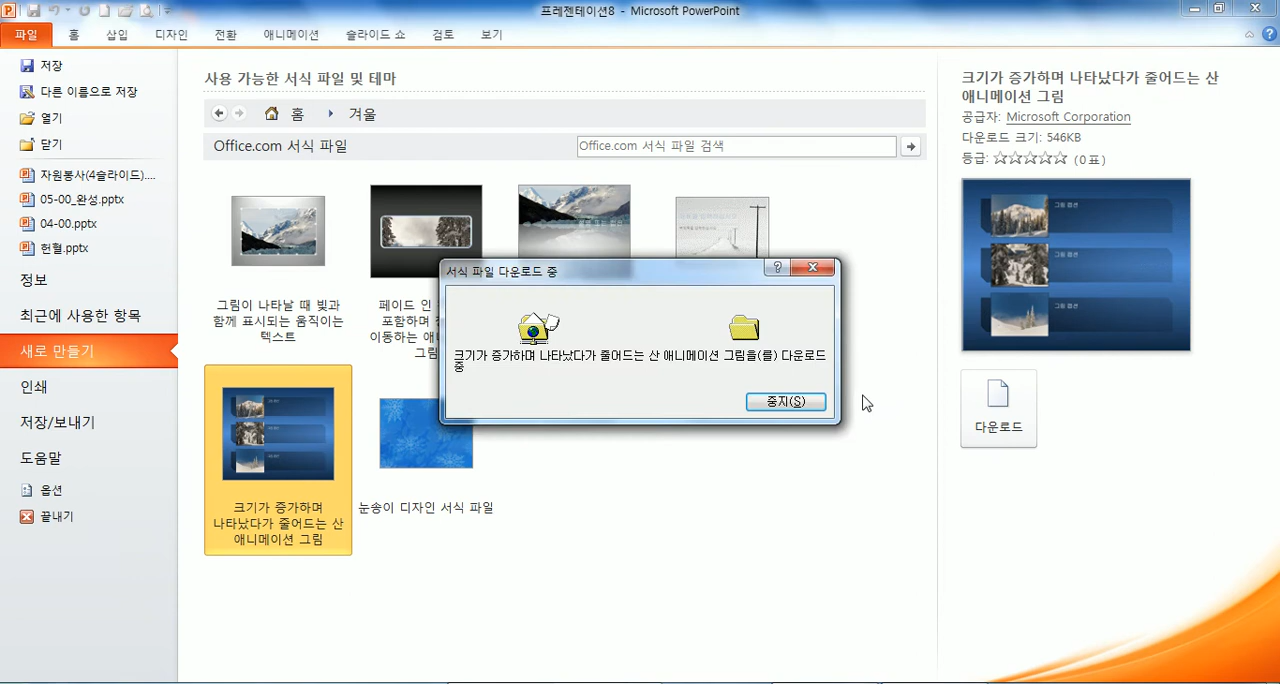 프레젠테이션8 - Microsoft PowerPoint
파일 홈 삽입 디자인 전환 애니메이션 슬라이드 쇼 검토 보기
저장
다른 이름으로 저장
열기
닫기
자원봉사(4슬라이드)....
05-00_완성.pptx
04-00.pptx
헌혈.pptx
정보
최근에 사용한 항목
새로 만들기
인쇄
저장/보내기
도움말
옵션
끝내기
사용 가능한 서식 파일 및 테마
홈 겨울
Office.com 서식 파일
Office.com 서식 파일 검색
그림이 나타날 때 빛과
함께 표시되는 움직이는
텍스트
페이드 인
포함하며
이동하는
그림
크기가 증가하며
나타났다가 줄어드는 산
애니메이션 그림
눈송이 디자인 서식 파일
서식 파일 다운로드 중
크기가 증가하며 나타났다가 줄어드는 산 애니메이션 그림을(를) 다운로드
중
중지(S)
크기가 증가하며 나타났다가 줄어드는 산
애니메이션 그림
공급자: Microsoft Corporation
다운로드 크기: 546KB
등급: (0표)
다운로드